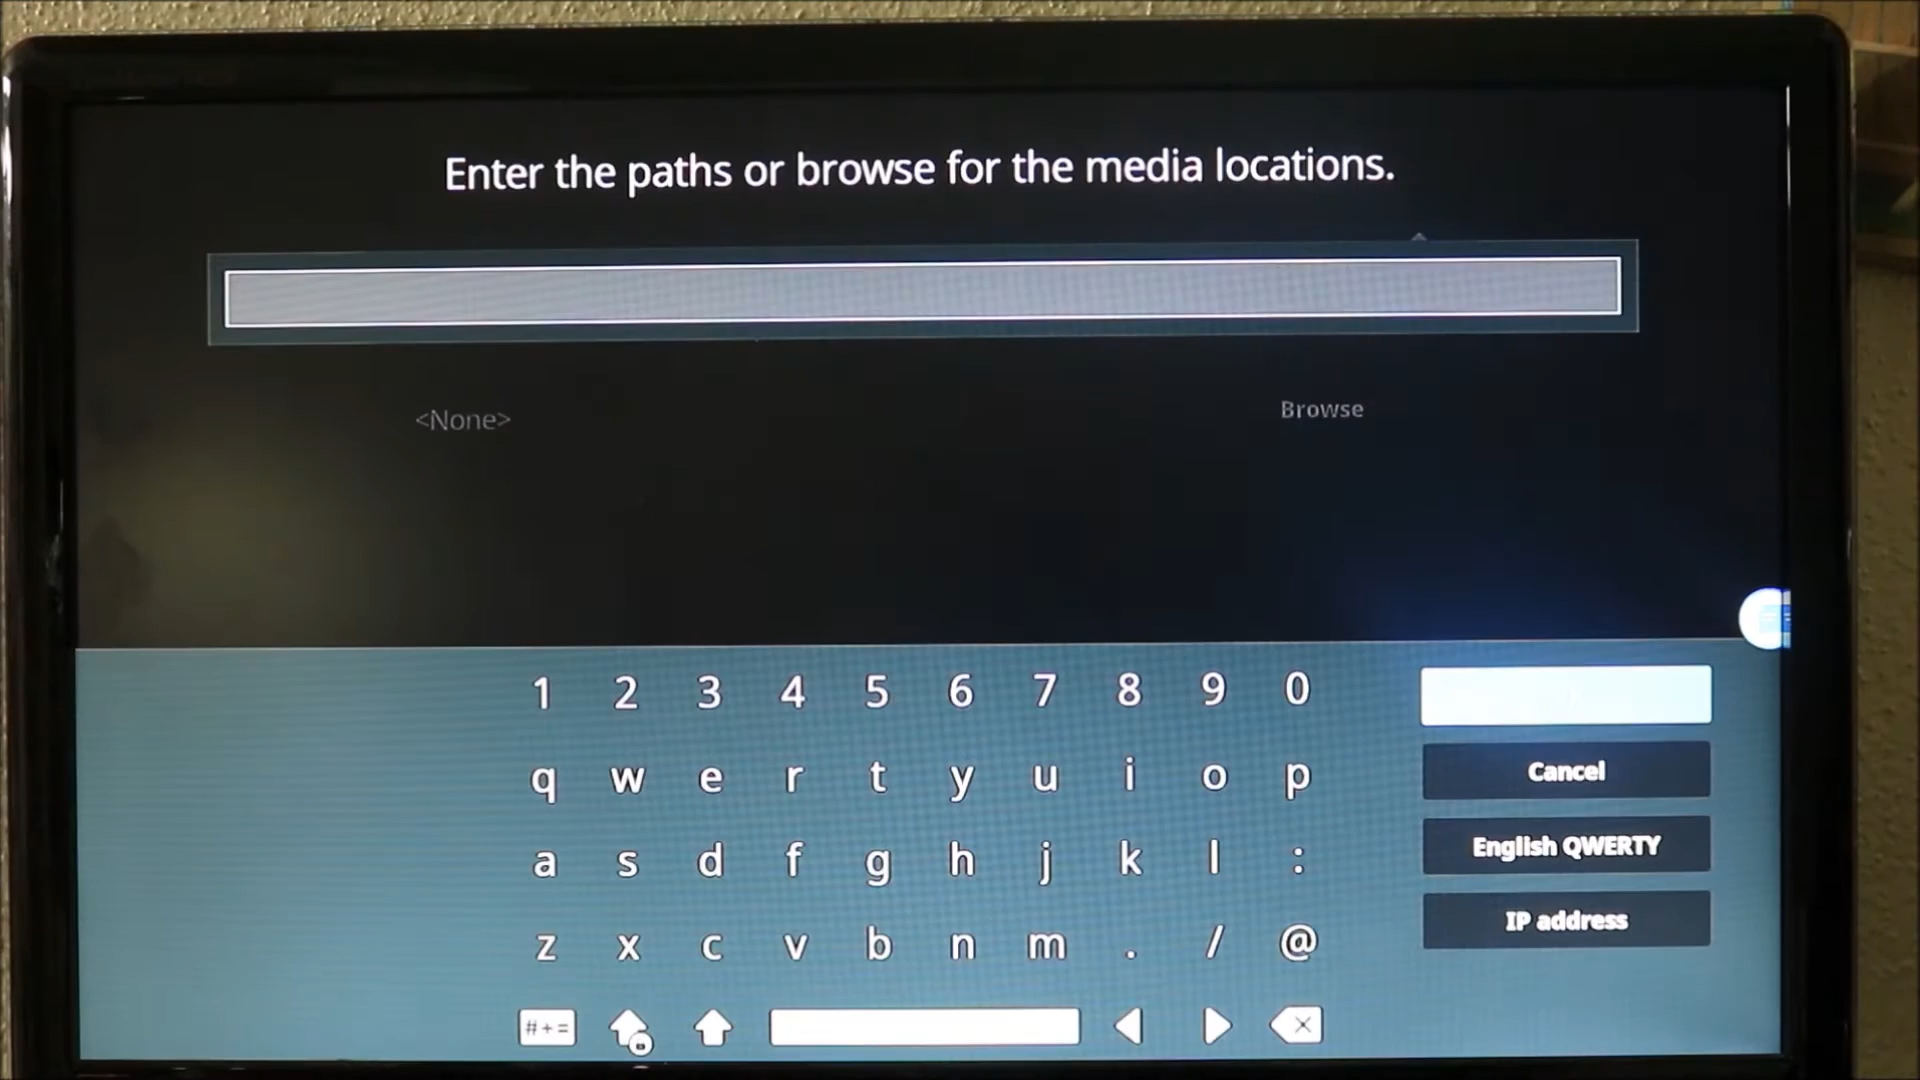 Enter the paths or browse for the media locations.
<None>
Browse
1 2 3 4 5 6 7 8 9 0
q w e r t y u i o p
Cancel
a s d f g h j k l :
English QWERTY
z x c v b n m . / @
IP address
#+=